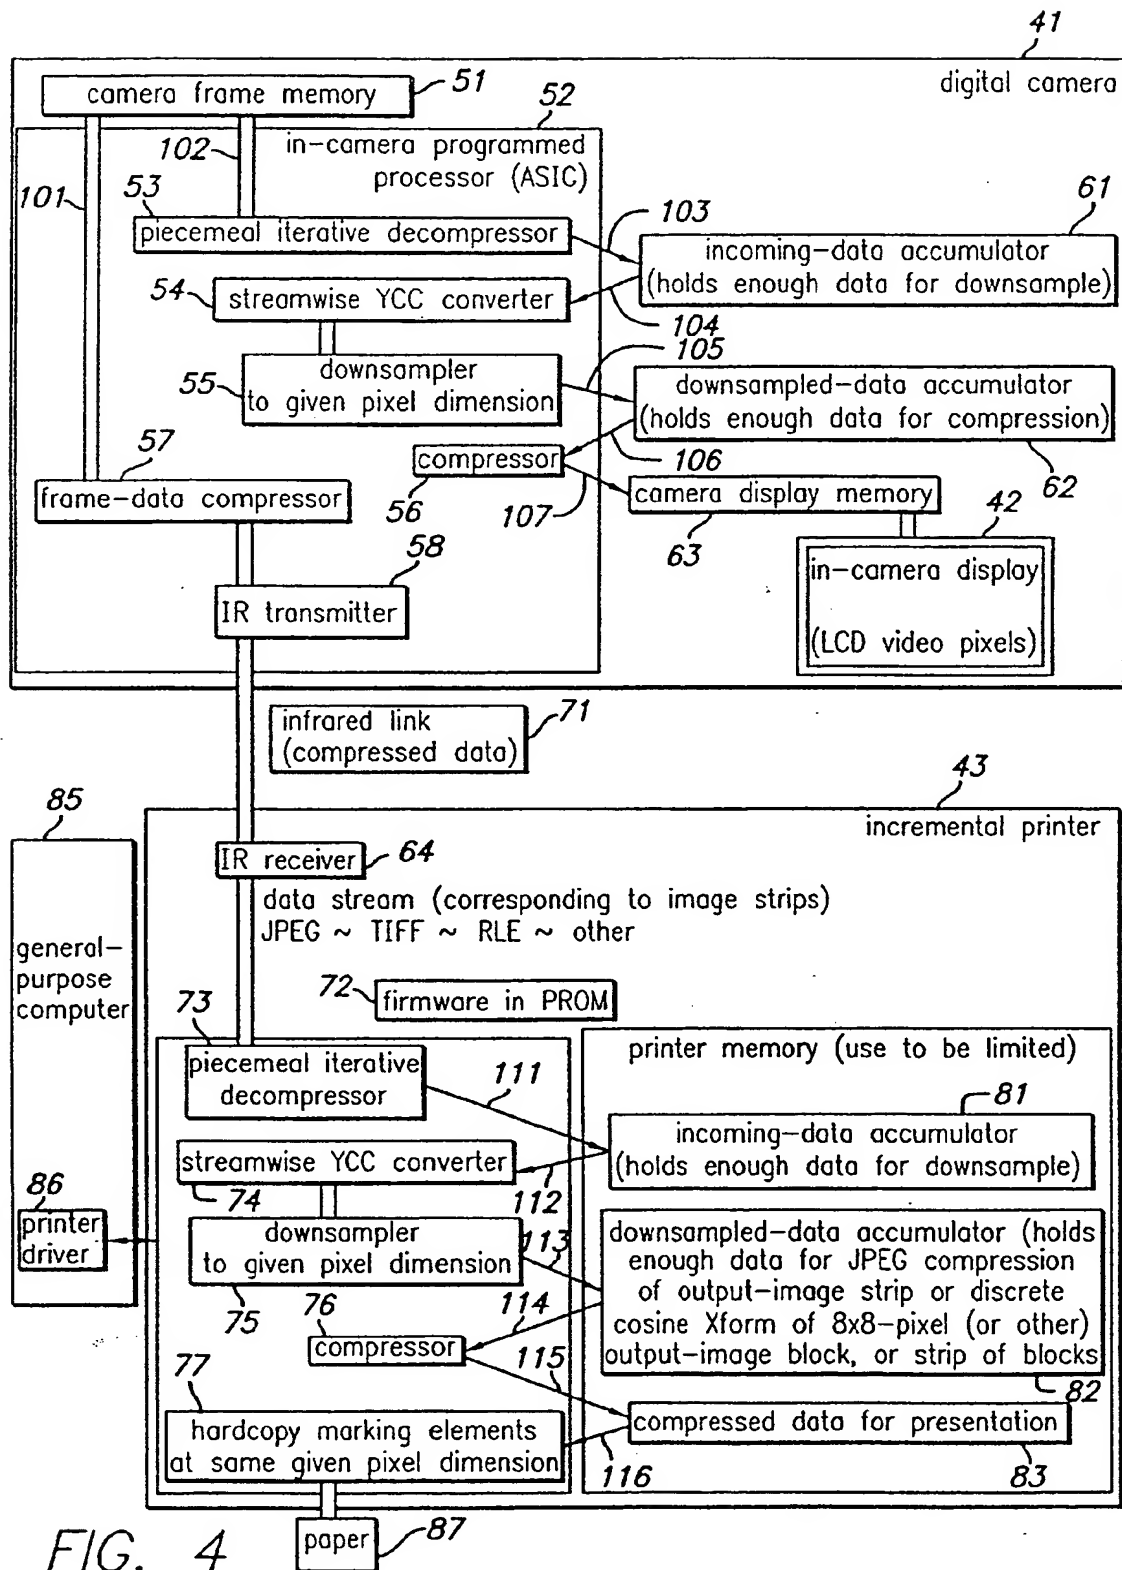 41
digital camera
camera frame memory
51
52
102
in-camera programmed
processor (ASIC)
101
53
61
piecemeal iterative decompressor
103
incoming-data accumulator
(holds enough data for downsample)
54
streamwise YCC converter
104
105
55
downsampler
to given pixel dimension
downsampled-data accumulator
(holds enough data for compression)
57
compressor
106
62
frame-data compressor
56
107
camera display memory
63
42
58
in-camera display
(LCD video pixels)
IR transmitter
infrared link
(compressed data)
71
43
85
incremental printer
IR receiver
64
data stream (corresponding to image strips)
JPEG ~ TIFF ~ RLE ~ other
general-
purpose
computer
72
firmware in PROM
73
piecemeal iterative
decompressor
printer memory (use to be limited)
111
81
incoming-data accumulator
(holds enough data for downsample)
streamwise YCC converter
74
112
86
printer
driver
downsampler
to given pixel dimension
113
75
downsampled-data accumulator (holds
enough data for JPEG compression
of output-image strip or discrete
cosine Xform of 8x8-pixel (or other)
output-image block, or strip of blocks
76
114
compressor
115
82
77
hardcopy marking elements
at same given pixel dimension
compressed data for presentation
116
83
paper
87
FIG. 4